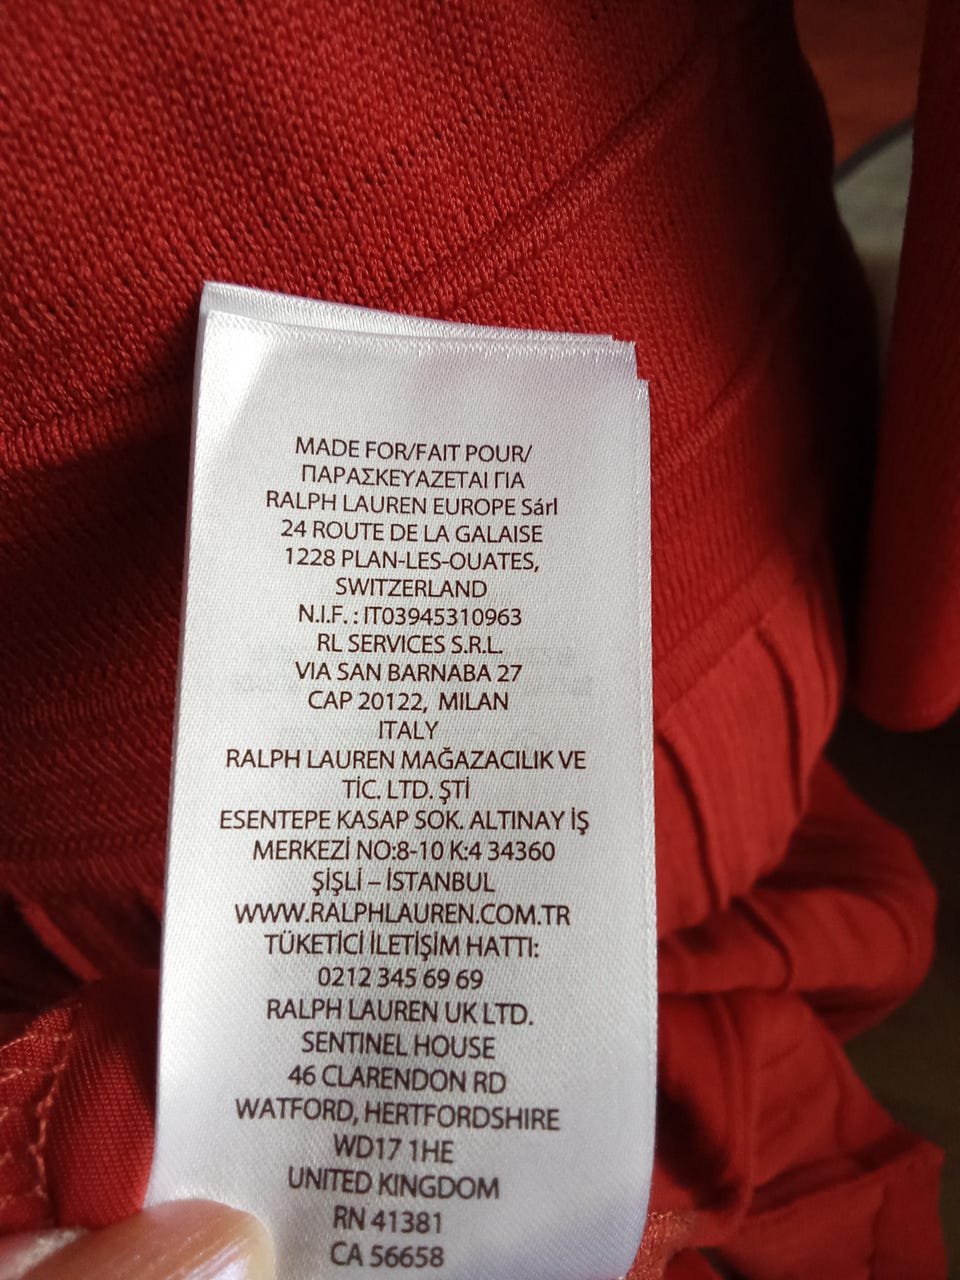 MADE FOR/FAIT POUR/
ΠΑΡΑΣΚΕΥΑΖΕΤΑΙ ΓΙΑ
RALPH LAUREN EUROPE Sárl
24 ROUTE DE LA GALAISE
1228 PLAN-LES-OUATES,
SWITZERLAND
N.I.F. : IT03945310963
RL SERVICES S.R.L.
VIA SAN BARNABA 27
CAP 20122, MILAN
ITALY
RALPH LAUREN MAĞAZACILIK VE
TİC. LTD. ŞTİ
ESENTEPE KASAP SOK. ALTINAY İŞ
MERKEZİ NO:8-10 K:4 34360
ŞİŞLİ – İSTANBUL
WWW.RALPHLAUREN.COM.TR
TÜKETİCİ İLETİŞİM HATTI:
0212 345 69 69
RALPH LAUREN UK LTD.
SENTINEL HOUSE
46 CLARENDON RD
WATFORD, HERTFORDSHIRE
WD17 1HE
UNITED KINGDOM
RN 41381
CA 56658